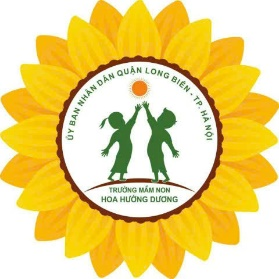 ỦY BAN NHÂN DÂN QUẬN LONG BIÊN - TP. HÀ NỘI
TRƯỜNG MẦM NON
HOA HƯỚNG DƯƠNG